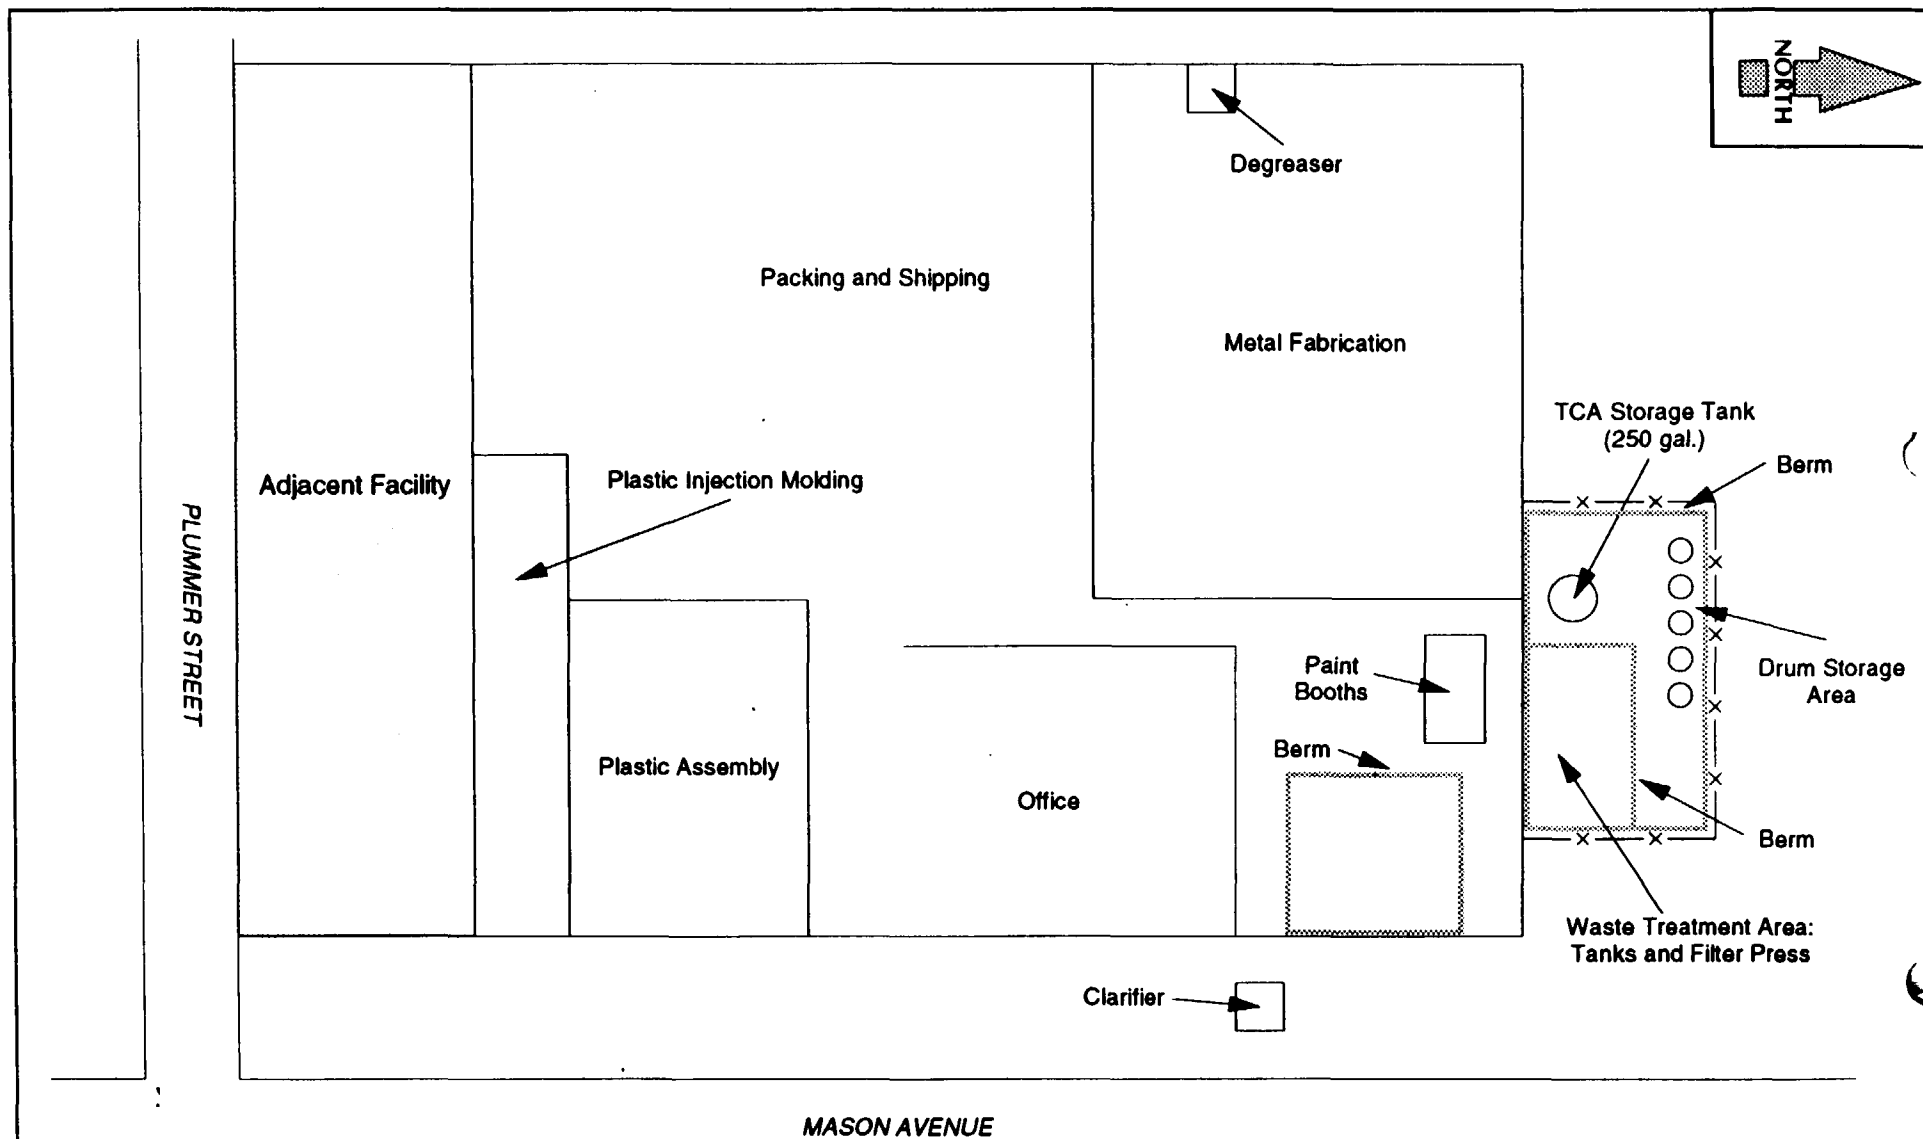 NORTH
Degreaser
Packing and Shipping
Metal Fabrication
TCA Storage Tank
(250 gal.)
Berm
Adjacent Facility
Plastic Injection Molding
PLUMMER STREET
Paint
Booths
Drum Storage
Area
Berm
Plastic Assembly
Office
Berm
Waste Treatment Area:
Tanks and Filter Press
Clarifier
MASON AVENUE